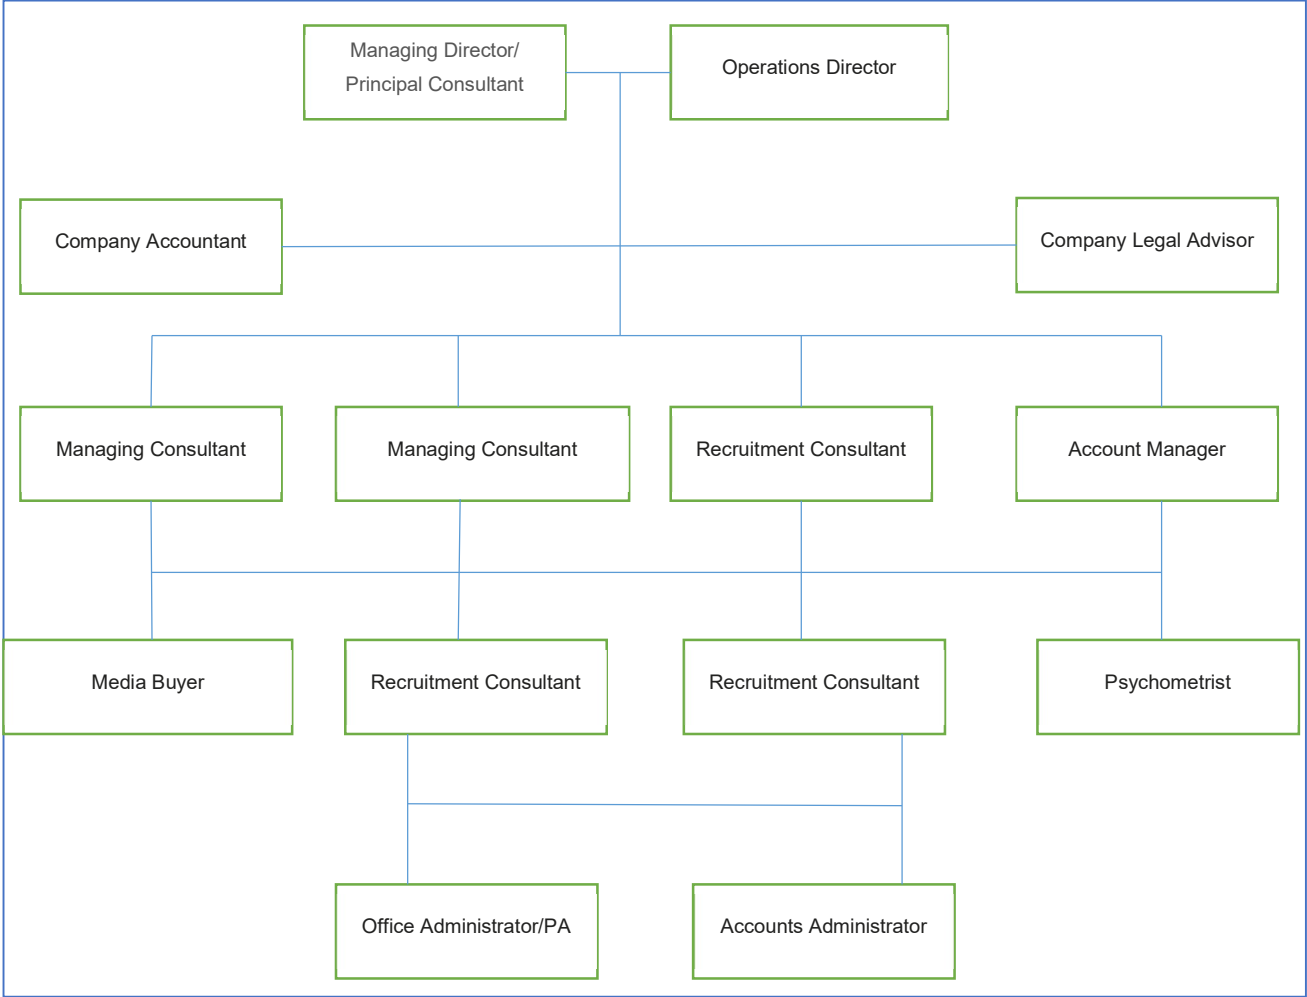 Managing Director/
Principal Consultant
Operations Director
Company Accountant
Company Legal Advisor
Managing Consultant
Managing Consultant
Recruitment Consultant
Account Manager
Media Buyer
Recruitment Consultant
Recruitment Consultant
Psychometrist
Office Administrator/PA
Accounts Administrator